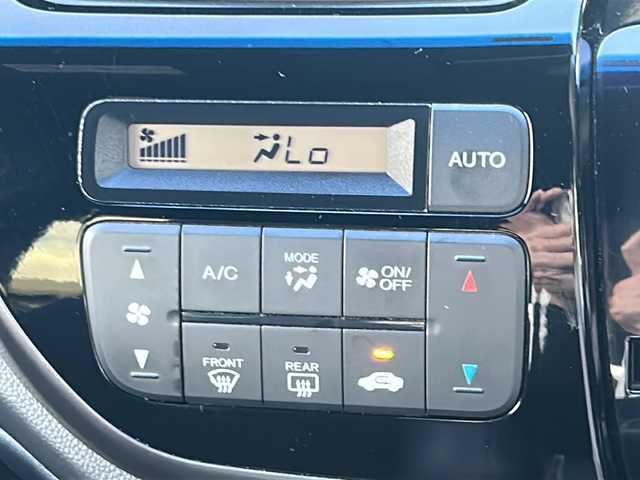 Lo
AUTO
A/C
MODE
ON/
OFF
FRONT
REAR